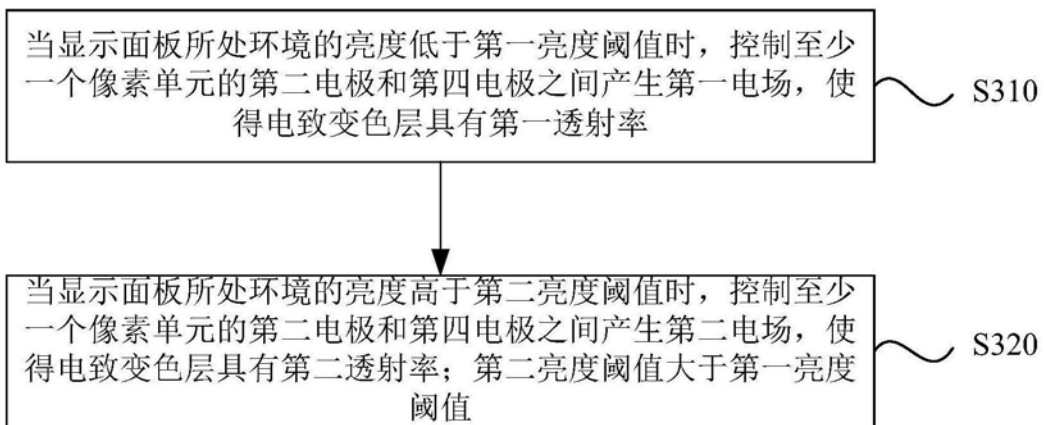 当显示面板所处环境的亮度低于第一亮度阈值时，控制至少
一个像素单元的第二电极和第四电极之间产生第一电场，使
得电致变色层具有第一透射率
S310
当显示面板所处环境的亮度高于第二亮度阈值时，控制至少
一个像素单元的第二电极和第四电极之间产生第二电场，使
得电致变色层具有第二透射率；第二亮度阈值大于第一亮度
阈值
S320